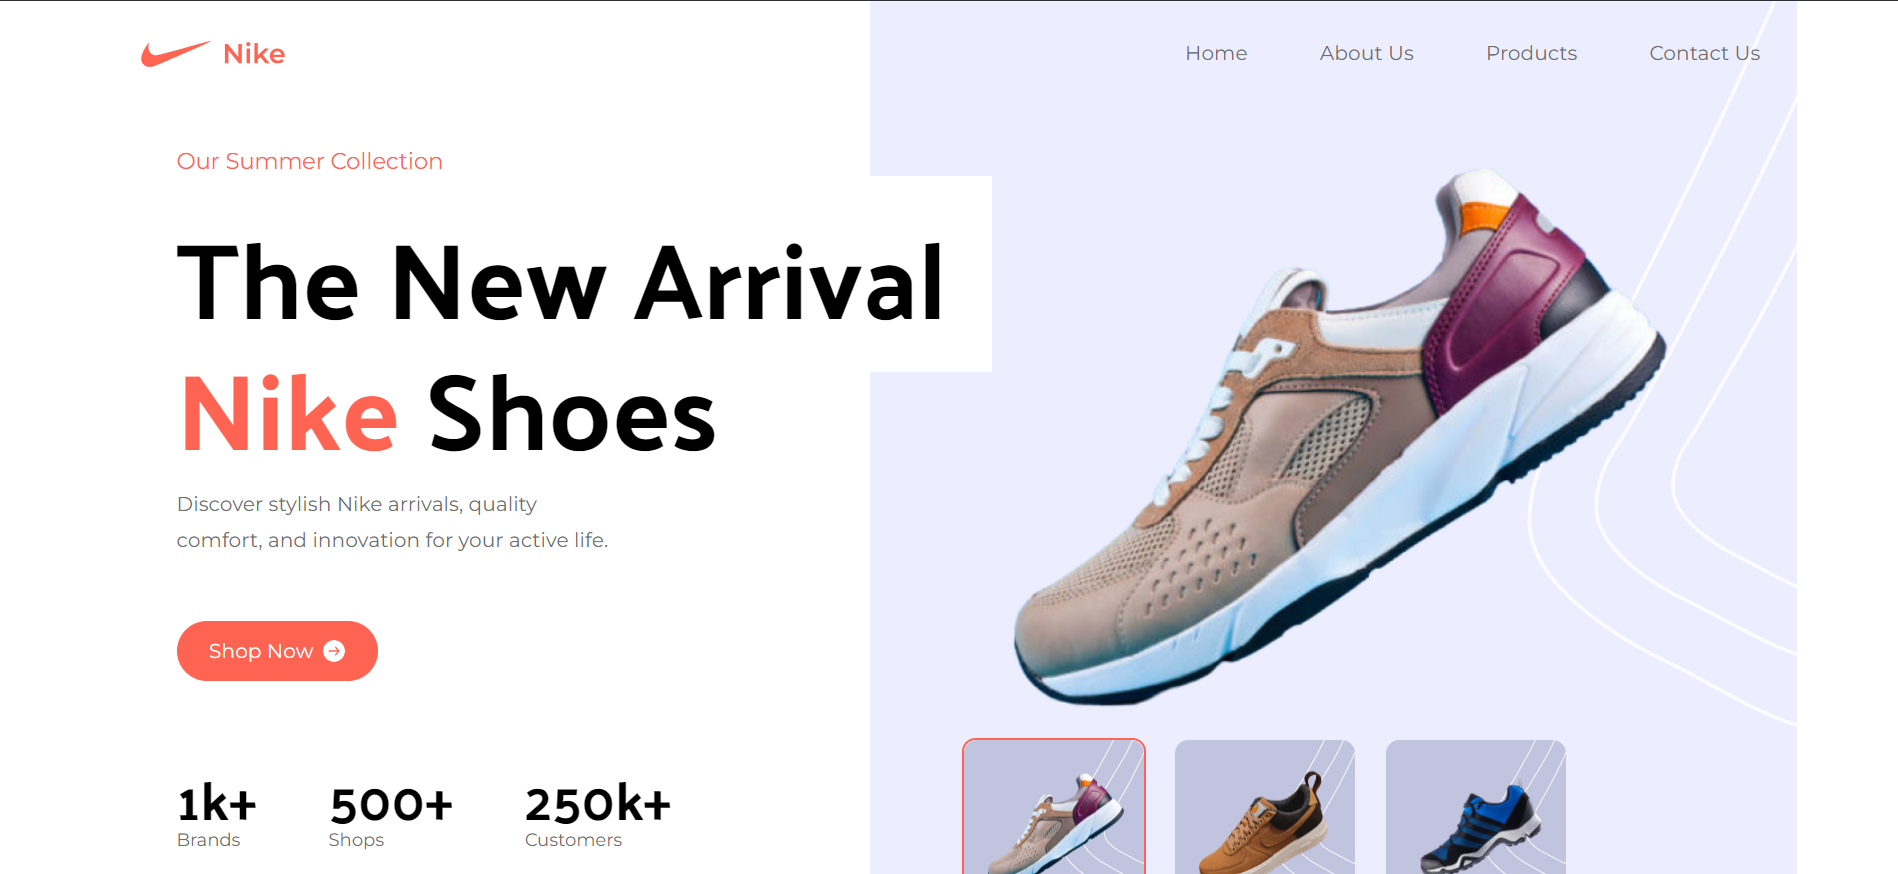 Nike
Home
About Us
Products
Contact Us
Our Summer Collection
The New Arrival
Nike Shoes
Discover stylish Nike arrivals, quality
comfort, and innovation for your active life.
Shop Now
1k+
Brands
500+
Shops
250k+
Customers